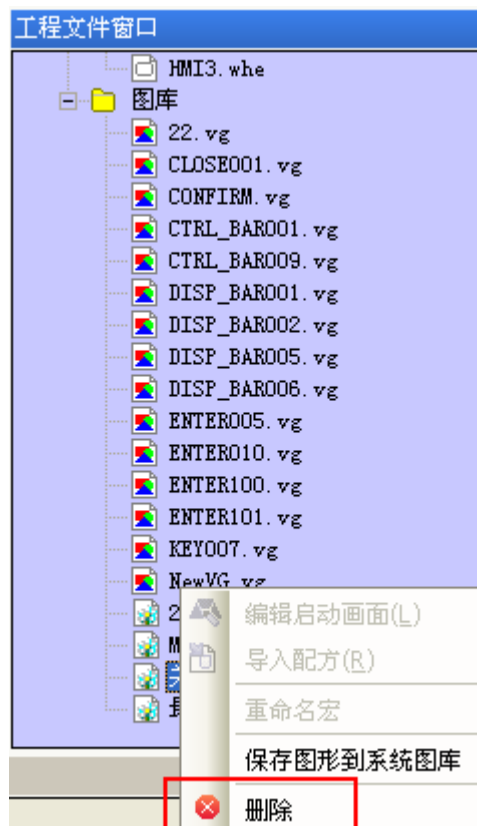 工程文件窗口
HMI3.whe
图库
22.vg
CLOSE001.vg
CONFIRM.vg
CTRL_BAR001.vg
CTRL_BAR009.vg
DISP_BAR001.vg
DISP_BAR002.vg
DISP_BAR005.vg
DISP_BAR006.vg
ENTER005.vg
ENTER010.vg
ENTER100.vg
ENTER101.vg
KEY007.vg
NewVG.vg
2
M
编辑启动画面(L)
导入配方(R)
重命名宏
保存图形到系统图库
删除